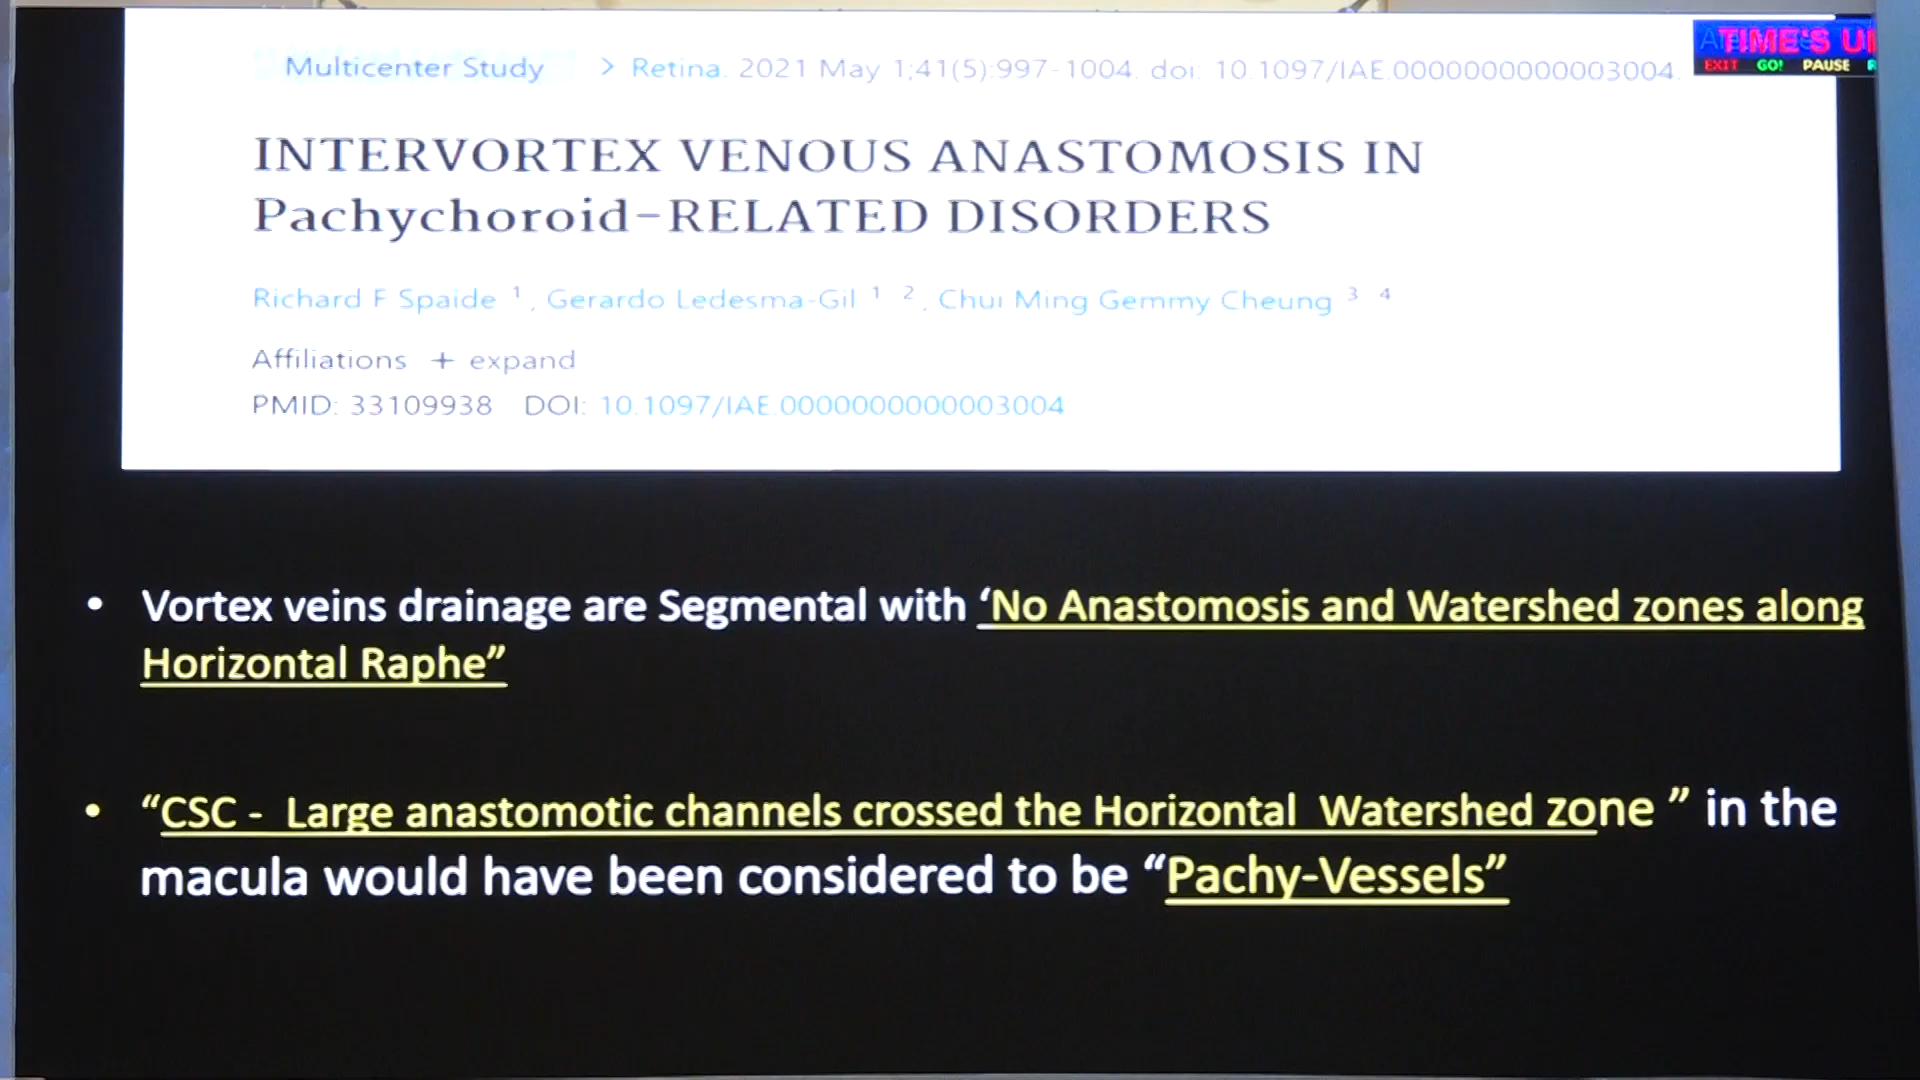 Multicenter Study > Retina. 2021 May 1;41(5):997-1004. doi: 10.1097/IAE.0000000000003004.
TIME'S
EXIT GO! PAUSE
INTERVORTEX VENOUS ANASTOMOSIS IN
Pachychoroid-RELATED DISORDERS
Richard F Spaide 1, Gerardo Ledesma-Gil 1 2, Chui Ming Gemmy Cheung 3 4
Affiliations + expand
PMID: 33109938 DOI: 10.1097/IAE.0000000000003004
• Vortex veins drainage are Segmental with ‘No Anastomosis and Watershed zones along
Horizontal Raphe”
• “CSC - Large anastomotic channels crossed the Horizontal Watershed zone ” in the
macula would have been considered to be “Pachy-Vessels”